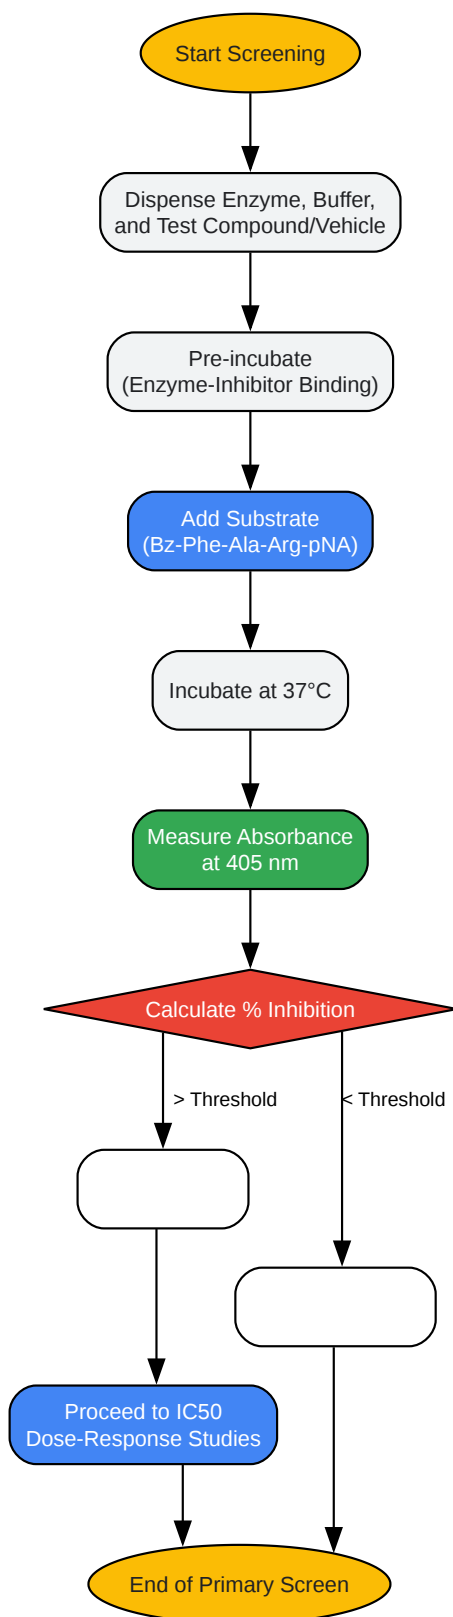 Start Screening
Dispense Enzyme, Buffer,
and Test Compound/Vehicle
Pre-incubate
(Enzyme-Inhibitor Binding)
Add Substrate
(Bz-Phe-Ala-Arg-pNA)
Incubate at 37°C
Measure Absorbance
at 405 nm
Calculate % Inhibition
> Threshold
< Threshold
Proceed to IC50
Dose-Response Studies
End of Primary Screen